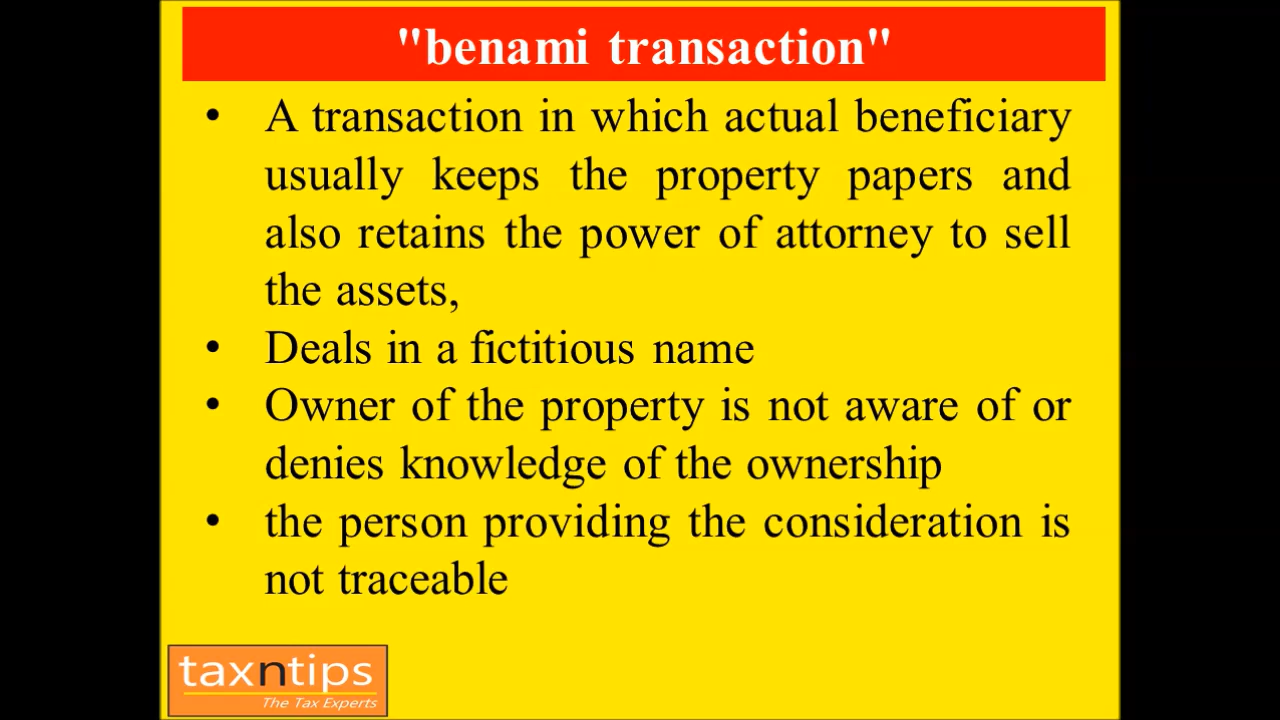 "benami transaction"
• A transaction in which actual beneficiary
usually keeps the property papers and
also retains the power of attorney to sell
the assets,
• Deals in a fictitious name
• Owner of the property is not aware of or
denies knowledge of the ownership
• the person providing the consideration is
not traceable
taxntips
The Tax Experts